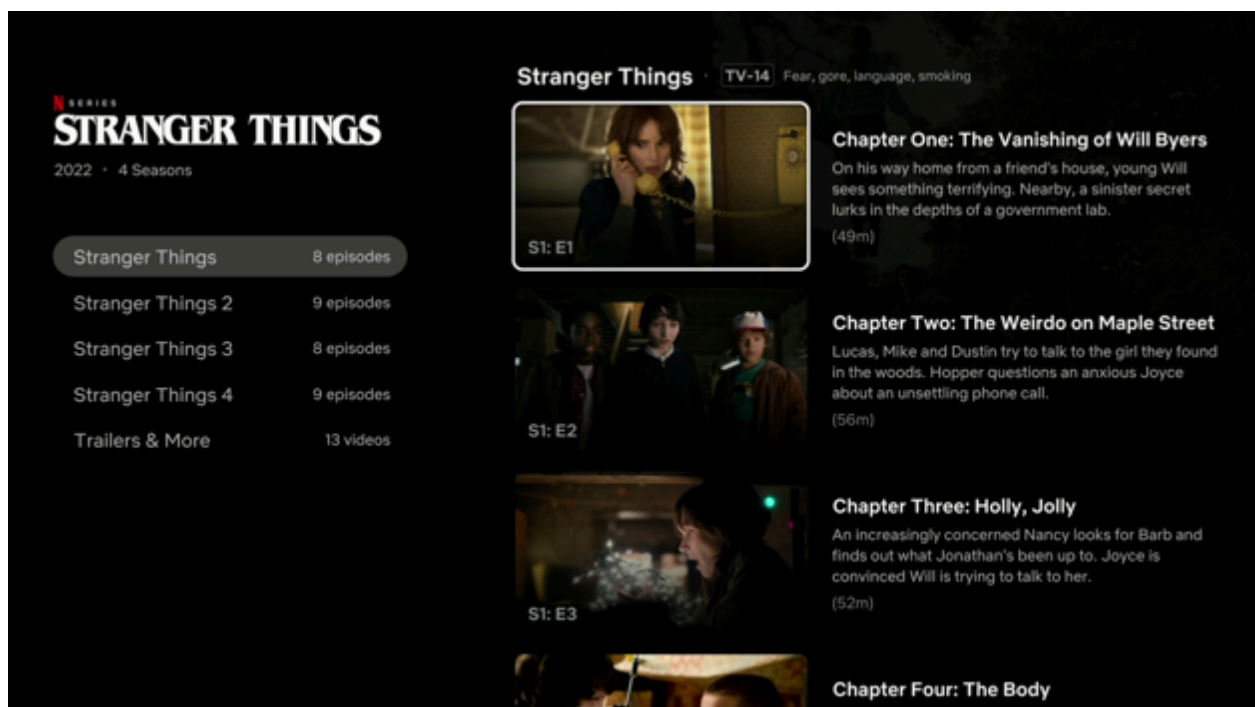 N SERIES
STRANGER THINGS
2022 • 4 Seasons
Stranger Things 8 episodes
Stranger Things 2 9 episodes
Stranger Things 3 8 episodes
Stranger Things 4 9 episodes
Trailers & More 13 videos
Stranger Things · TV-14 Fear, gore, language, smoking
S1: E1
Chapter One: The Vanishing of Will Byers
On his way home from a friend's house, young Will
sees something terrifying. Nearby, a sinister secret
lurks in the depths of a government lab.
(49m)
S1: E2
Chapter Two: The Weirdo on Maple Street
Lucas, Mike and Dustin try to talk to the girl they found
in the woods. Hopper questions an anxious Joyce
about an unsettling phone call.
(56m)
S1: E3
Chapter Three: Holly, Jolly
An increasingly concerned Nancy looks for Barb and
finds out what Jonathan's been up to. Joyce is
convinced Will is trying to talk to her.
(52m)
Chapter Four: The Body